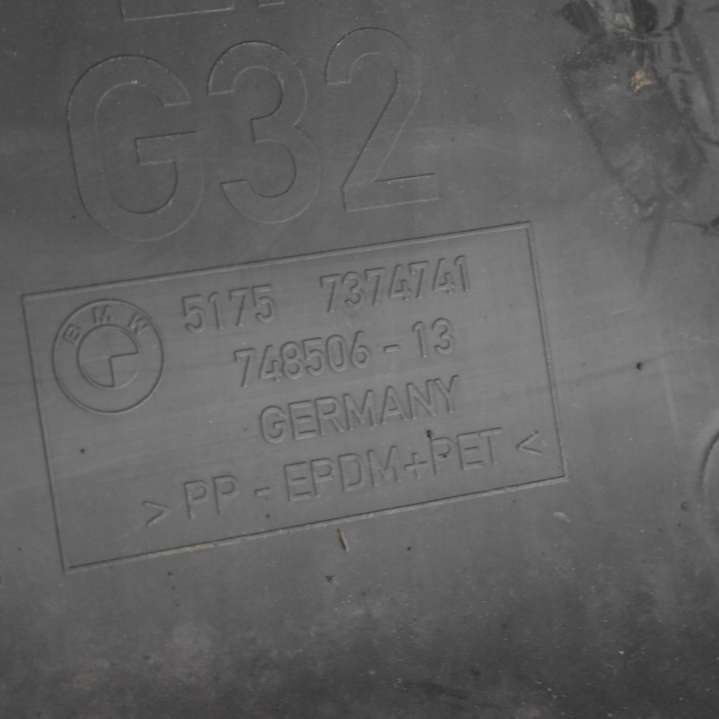 G32
BMW
5175 7374741
748506 - 13
GERMANY
> PP - EPDM+PET <